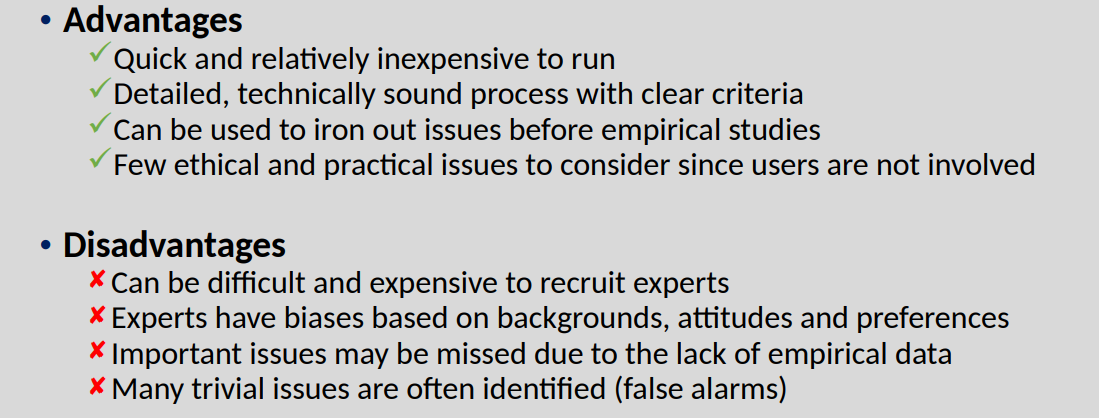 • Advantages
✓Quick and relatively inexpensive to run
✓Detailed, technically sound process with clear criteria
✓Can be used to iron out issues before empirical studies
✓Few ethical and practical issues to consider since users are not involved
• Disadvantages
✘Can be difficult and expensive to recruit experts
✘Experts have biases based on backgrounds, attitudes and preferences
✘Important issues may be missed due to the lack of empirical data
✘Many trivial issues are often identified (false alarms)